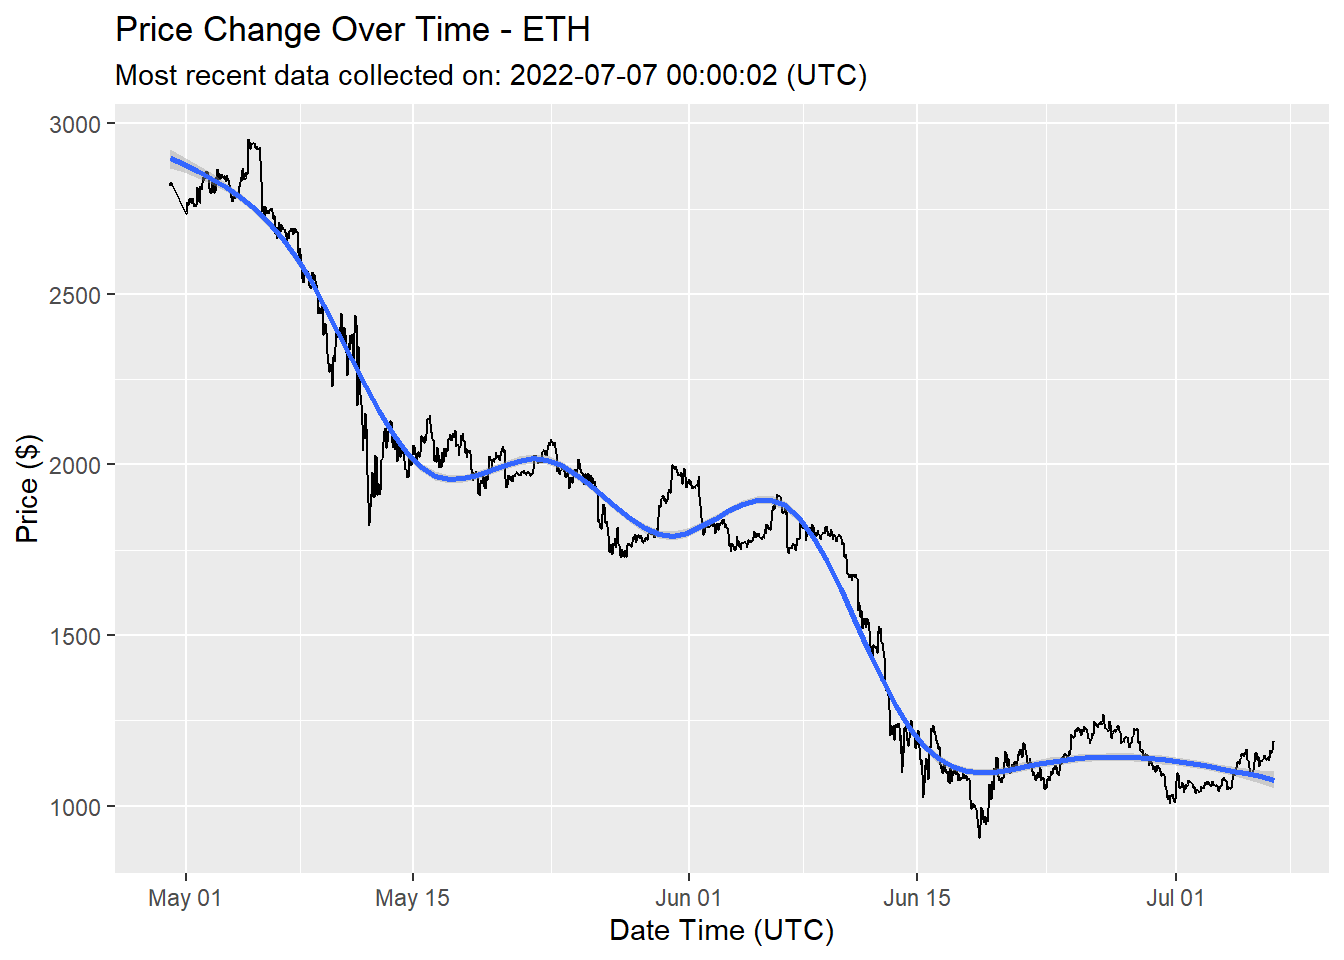 Price Change Over Time - ETH
Most recent data collected on: 2022-07-07 00:00:02 (UTC)
3000
2500
2000
1500
1000
Price ($)
May 01
May 15
Jun 01
Jun 15
Jul 01
Date Time (UTC)